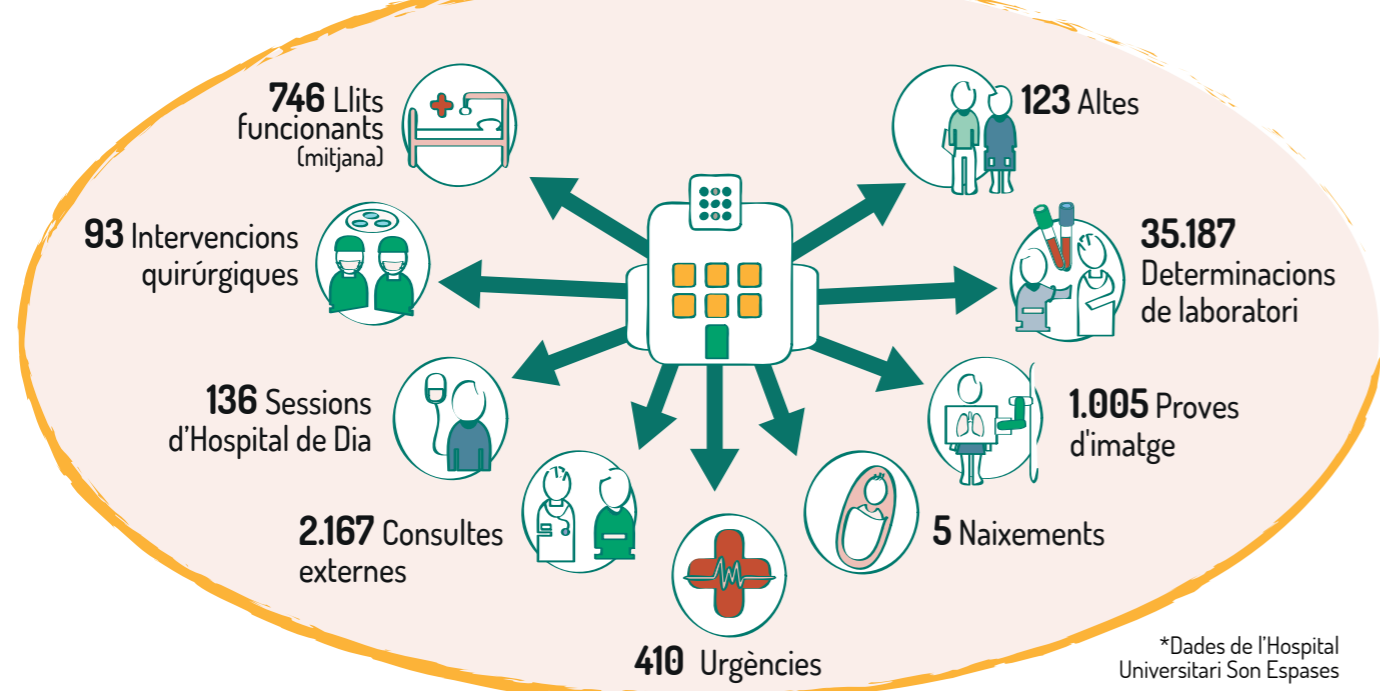 746 Llits
funcionants
(mitjana)
123 Altes
93 Intervencions
quirúrgiques
35.187
Determinacions
de laboratori
136 Sessions
d'Hospital de Dia
1.005 Proves
d'imatge
2.167 Consultes
externes
5 Naixements
410 Urgències
*Dades de l'Hospital
Universitari Son Espases